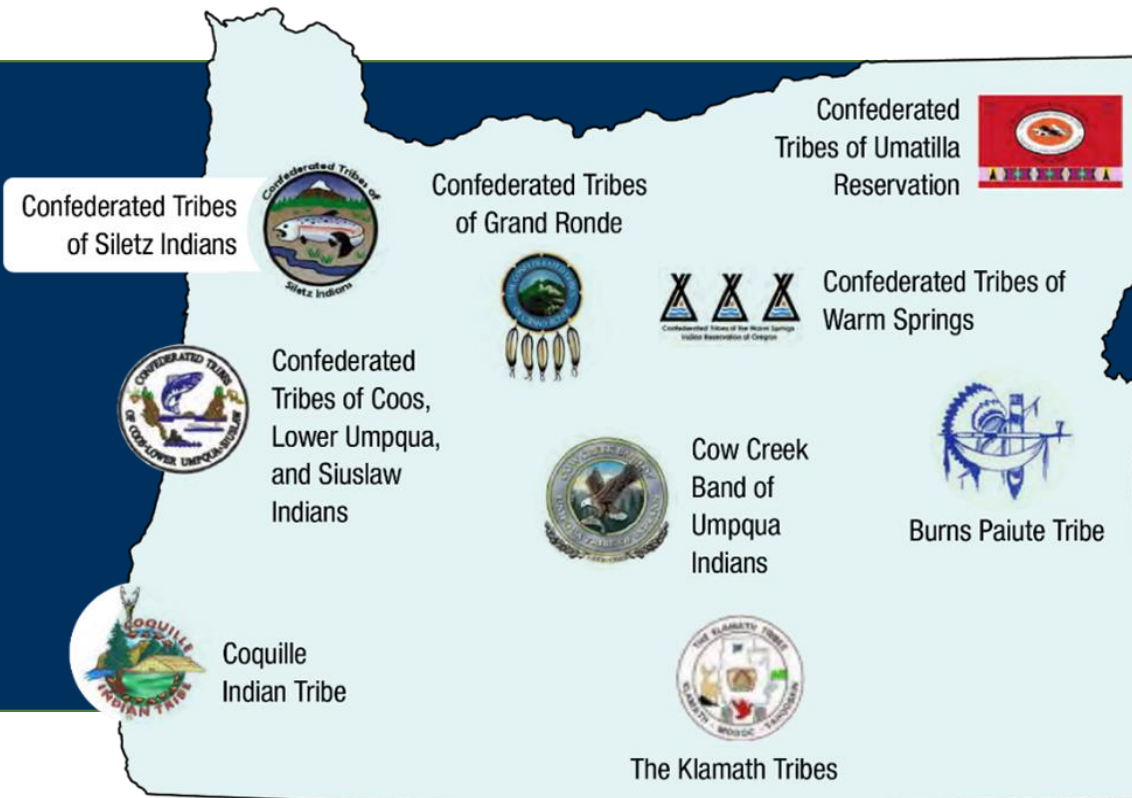 Confederated
Tribes of Umatilla
Reservation
Confederated Tribes
of Siletz Indians
Confederated Tribes of
Siletz Indians
Confederated Tribes
of Grand Ronde
Confederated Tribes of
Warm Springs
Confederated Tribes of the Warm Springs
Indian Reservation of Oregon
CONFEDERATED TRIBES
OF COOS-LOWER UMPQUA-SIUSLAW
Confederated
Tribes of Coos,
Lower Umpqua,
and Siuslaw
Indians
Cow Creek
Band of
Umpqua
Indians
Burns Paiute Tribe
COQUILLE
INDIAN TRIBE
Coquille
Indian Tribe
THE KLAMATH TRIBES
KLAMATH - MODOC - YAHOOSKIN
The Klamath Tribes